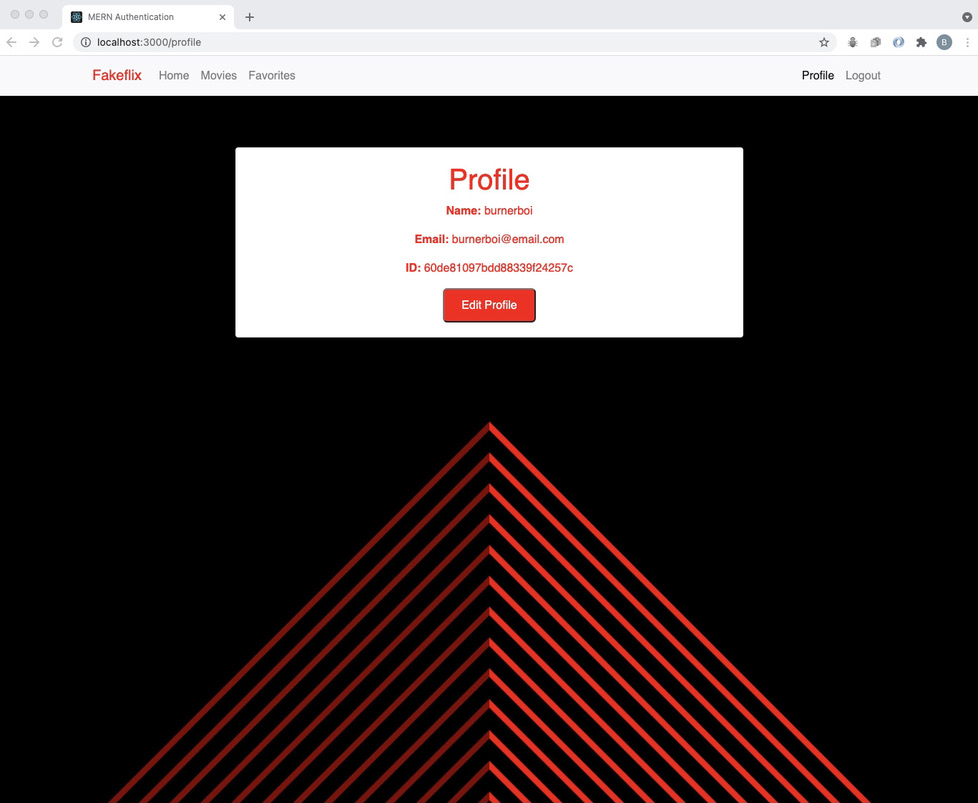 MERN Authentication
localhost:3000/profile
B
Fakeflix Home Movies Favorites Profile Logout
Profile
Name: burnerboi
Email: burnerboi@email.com
ID: 60de81097bdd88339f24257c
Edit Profile